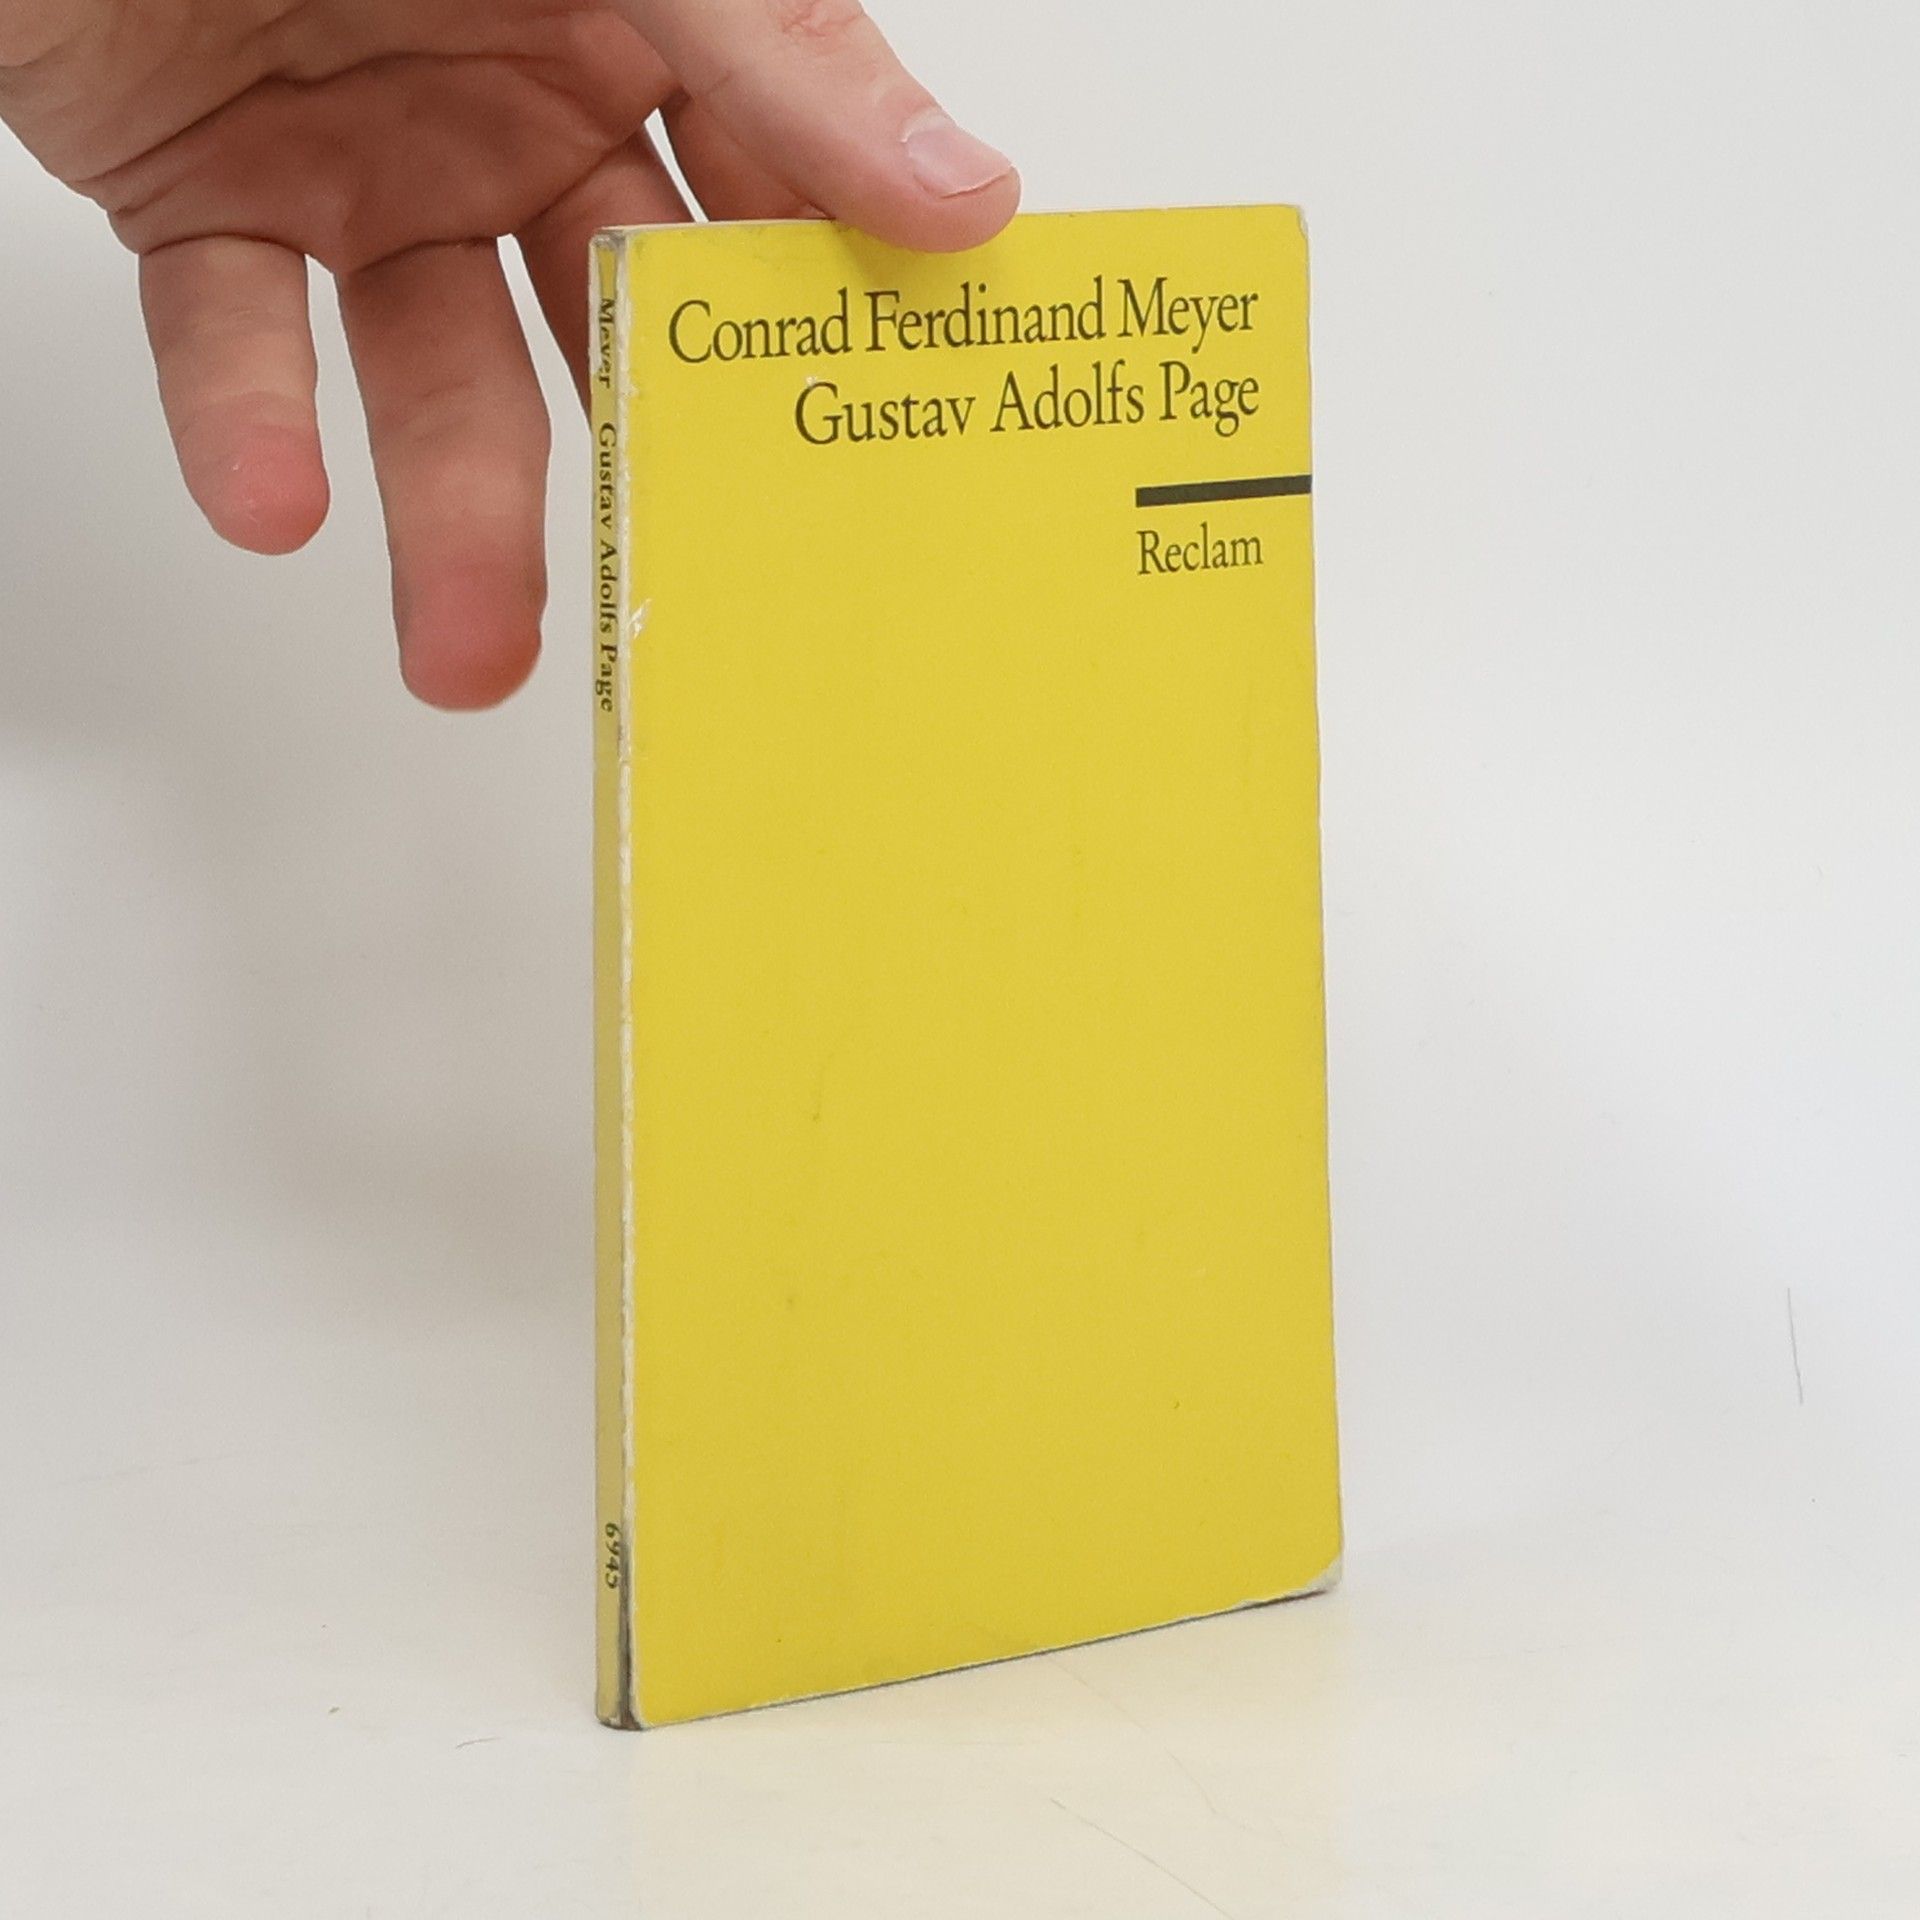 Conrad Ferdinand Meyer
Gustav Adolfs Page
Reclam
Meyer Gustav Adolfs Page
6945